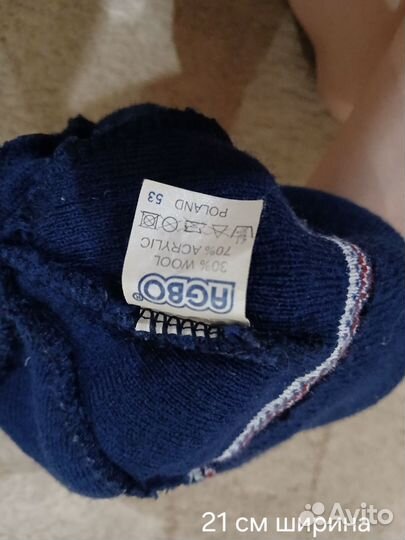 AGBO®
30% WOOL
70% ACRYLIC
POLAND 53
21 см ширина
Avito